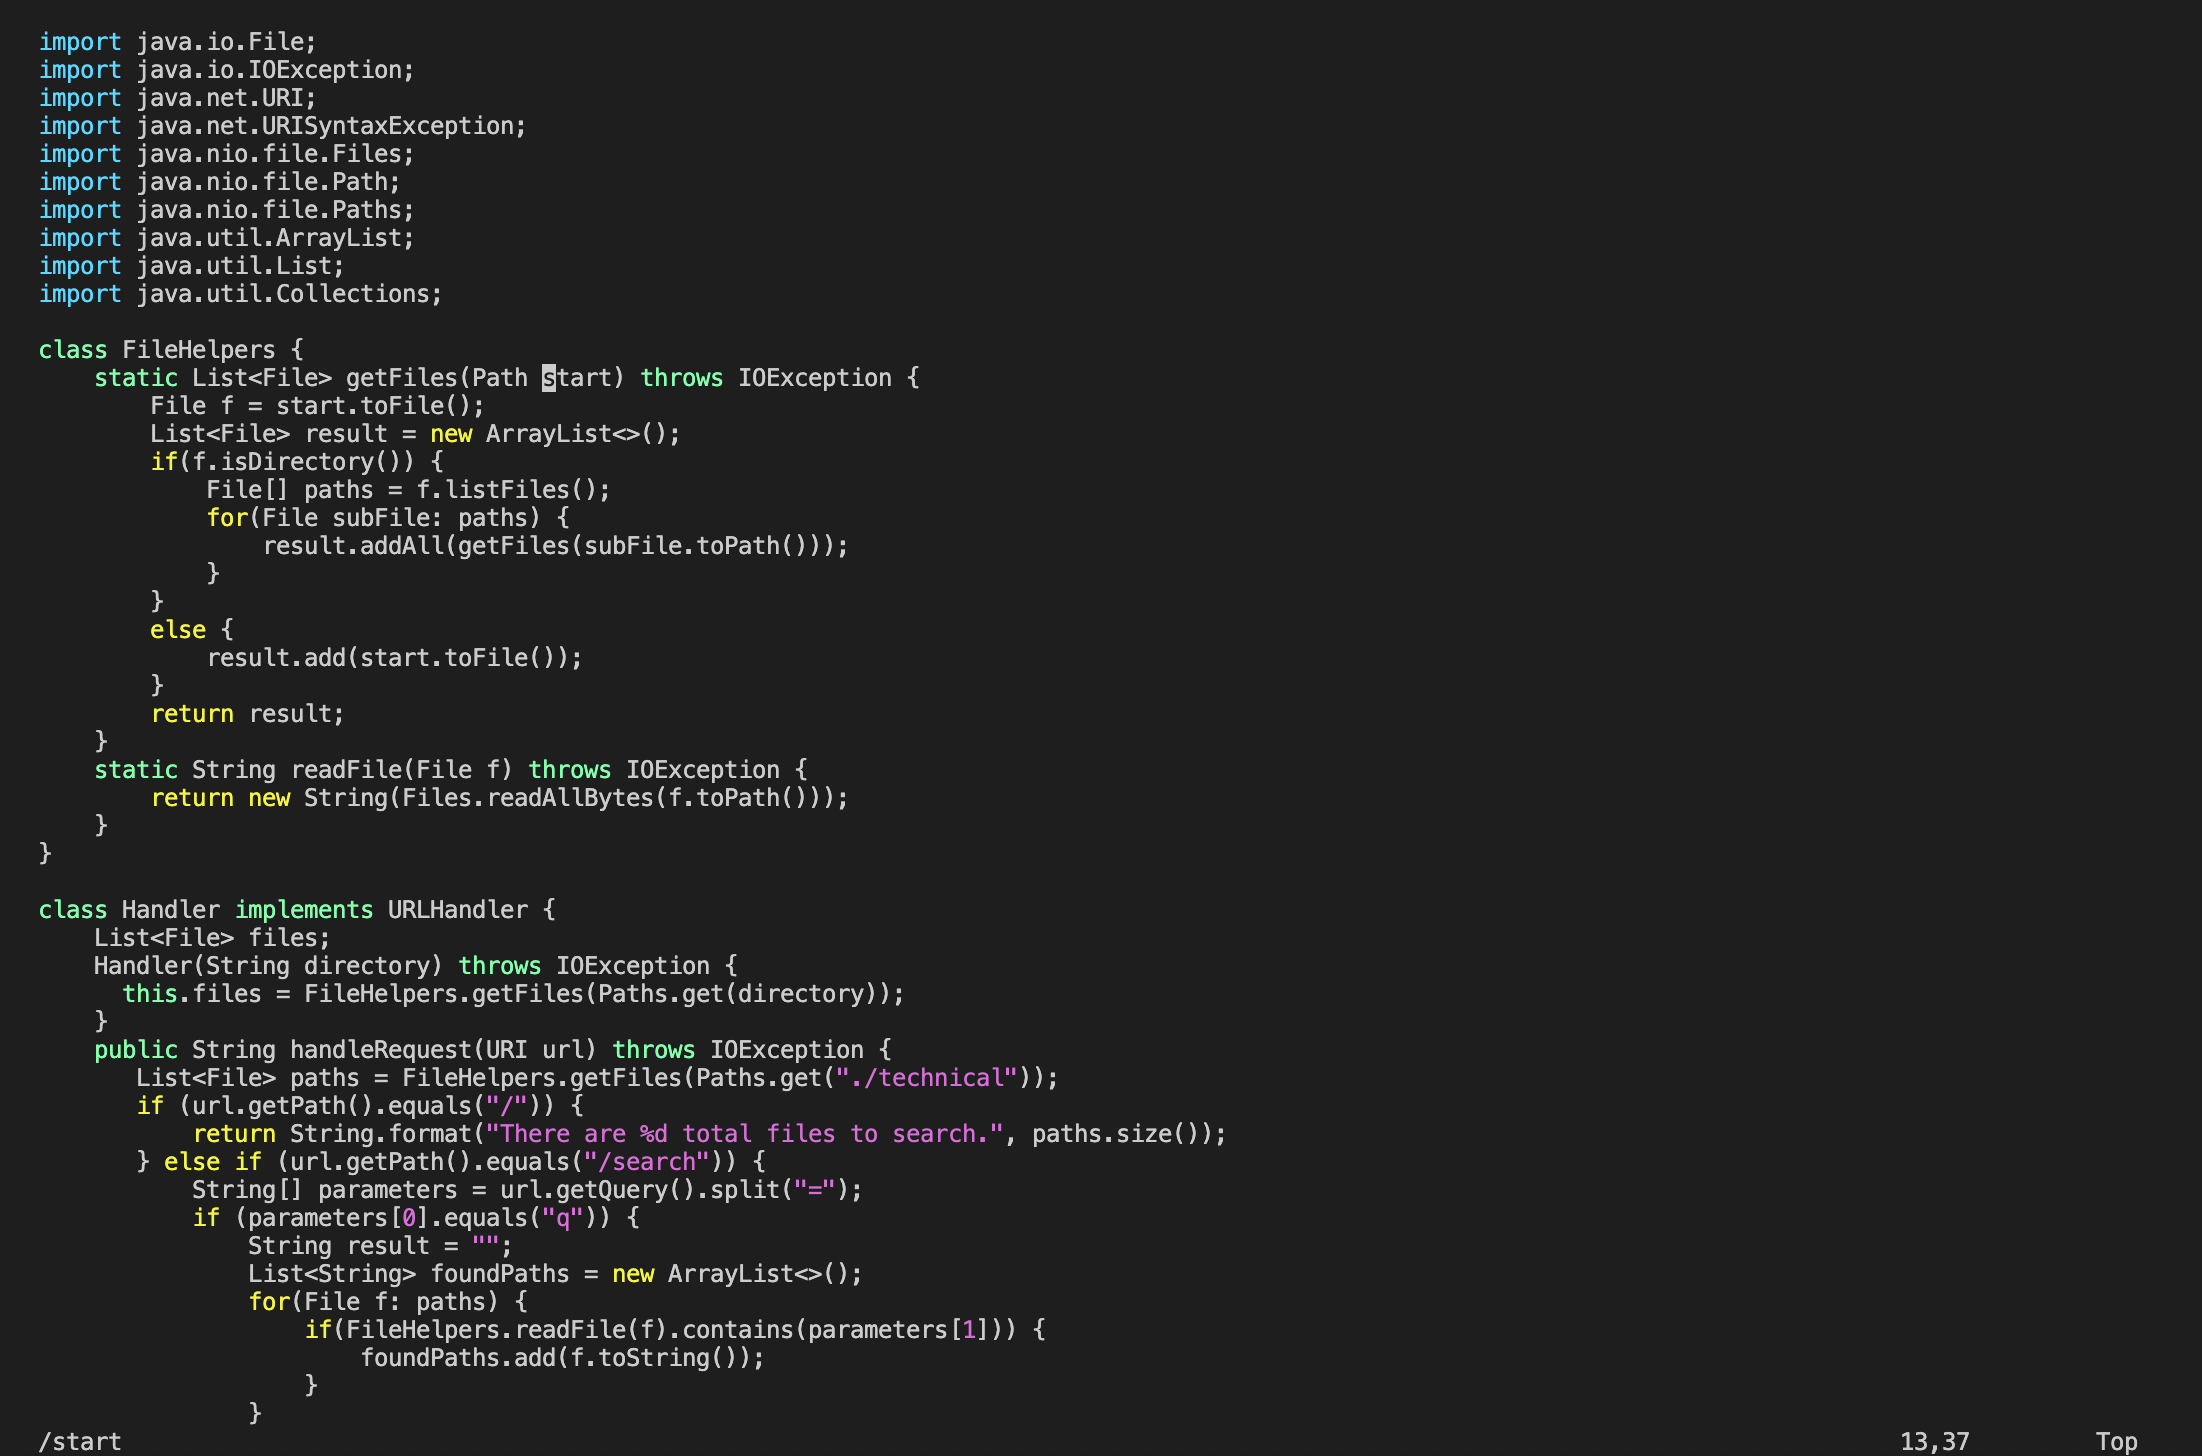 import java.io.File;
import java.io.IOException;
import java.net.URI;
import java.net.URISyntaxException;
import java.nio.file.Files;
import java.nio.file.Path;
import java.nio.file.Paths;
import java.util.ArrayList;
import java.util.List;
import java.util.Collections;

class FileHelpers {
    static List<File> getFiles(Path start) throws IOException {
        File f = start.toFile();
        List<File> result = new ArrayList<>();
        if(f.isDirectory()) {
            File[] paths = f.listFiles();
            for(File subFile: paths) {
                result.addAll(getFiles(subFile.toPath()));
            }
        }
        else {
            result.add(start.toFile());
        }
        return result;
    }
    static String readFile(File f) throws IOException {
        return new String(Files.readAllBytes(f.toPath()));
    }
}

class Handler implements URLHandler {
    List<File> files;
    Handler(String directory) throws IOException {
      this.files = FileHelpers.getFiles(Paths.get(directory));
    }
    public String handleRequest(URI url) throws IOException {
       List<File> paths = FileHelpers.getFiles(Paths.get("./technical"));
       if (url.getPath().equals("/")) {
           return String.format("There are %d total files to search.", paths.size());
       } else if (url.getPath().equals("/search")) {
           String[] parameters = url.getQuery().split("=");
           if (parameters[0].equals("q")) {
               String result = "";
               List<String> foundPaths = new ArrayList<>();
               for(File f: paths) {
                   if(FileHelpers.readFile(f).contains(parameters[1])) {
                       foundPaths.add(f.toString());
                   }
               }
/start 13,37 Top